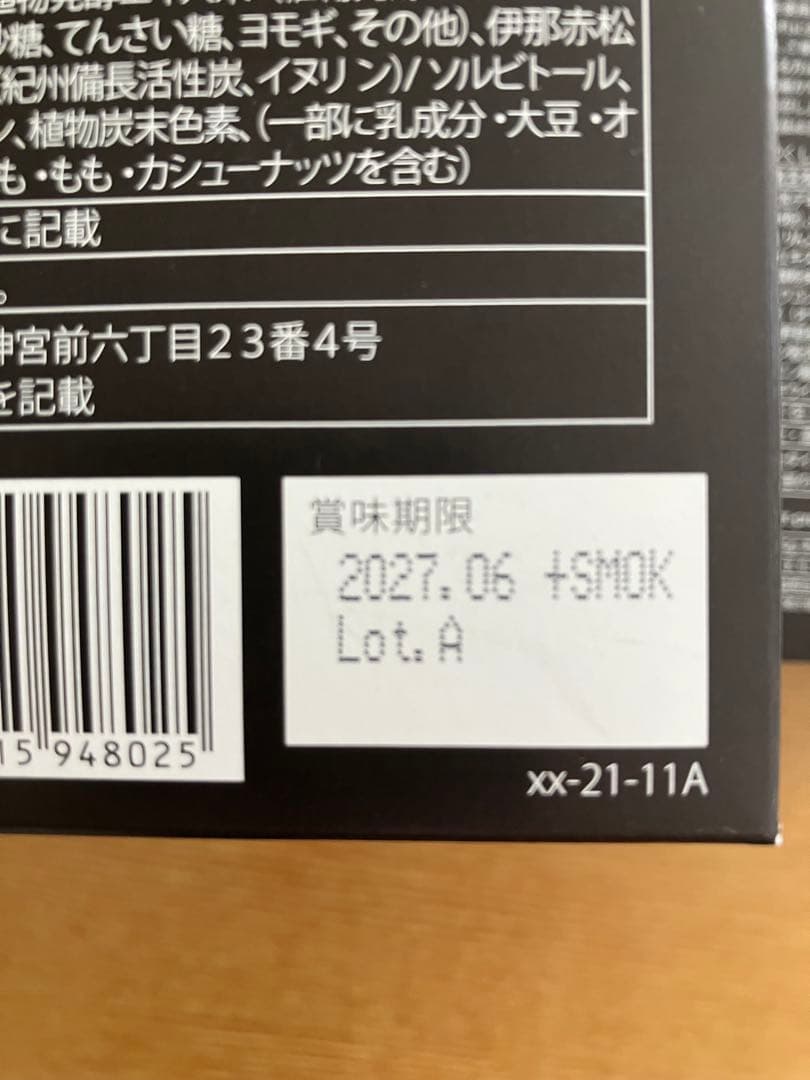 糖、てんさい糖、ヨモギ、その他)、伊那赤松
紀州備長活性炭、イヌリン)/ソルビトール、
ン、植物炭末色素、(一部に乳成分・大豆・オ
も・もも・カシューナッツを含む)
に記載
。
神宮前六丁目23番4号
を記載
15 948025
賞味期限
2027.06 +SMOK
Lot.A
xx-21-11A